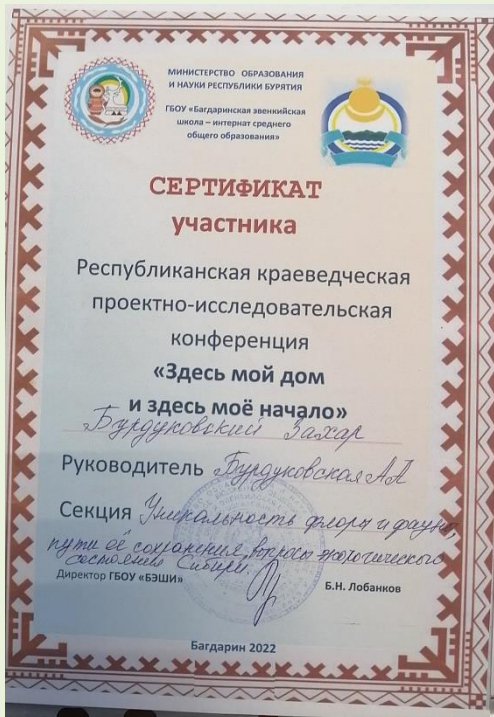 МИНИСТЕРСТВО ОБРАЗОВАНИЯ
И НАУКИ РЕСПУБЛИКИ БУРЯТИЯ
ГБОУ «Багдаринская эвенкийская
школа – интернат среднего
общего образования»
СЕРТИФИКАТ
участника
Республиканская краеведческая
проектно-исследовательская
конференция
«Здесь мой дом
и здесь моё начало»
Бурдуковский Захар
Руководитель Бурдуковская А.А
Секция Уникальность флоры и фауны,
пути её сохранения, вопросы экологического
состояния Сибири.
Директор ГБОУ «БЭШИ» Б.Н. Лобанков
Багдарин 2022